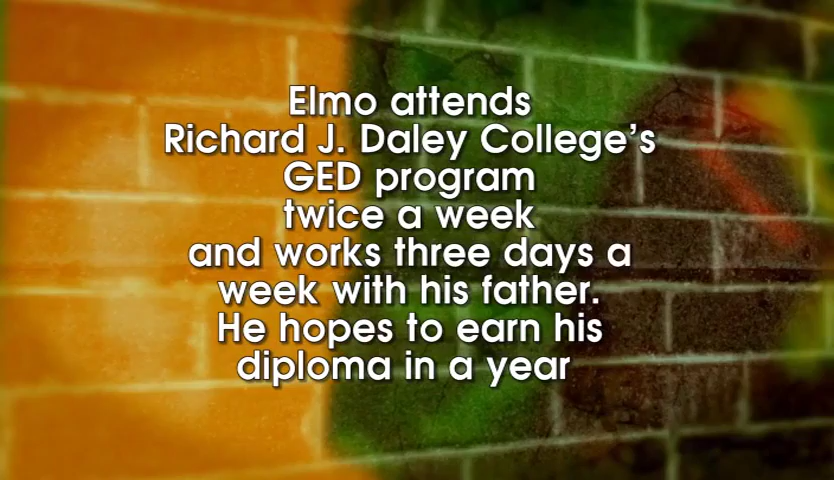 Elmo attends
Richard J. Daley College’s
GED program
twice a week
and works three days a
week with his father.
He hopes to earn his
diploma in a year